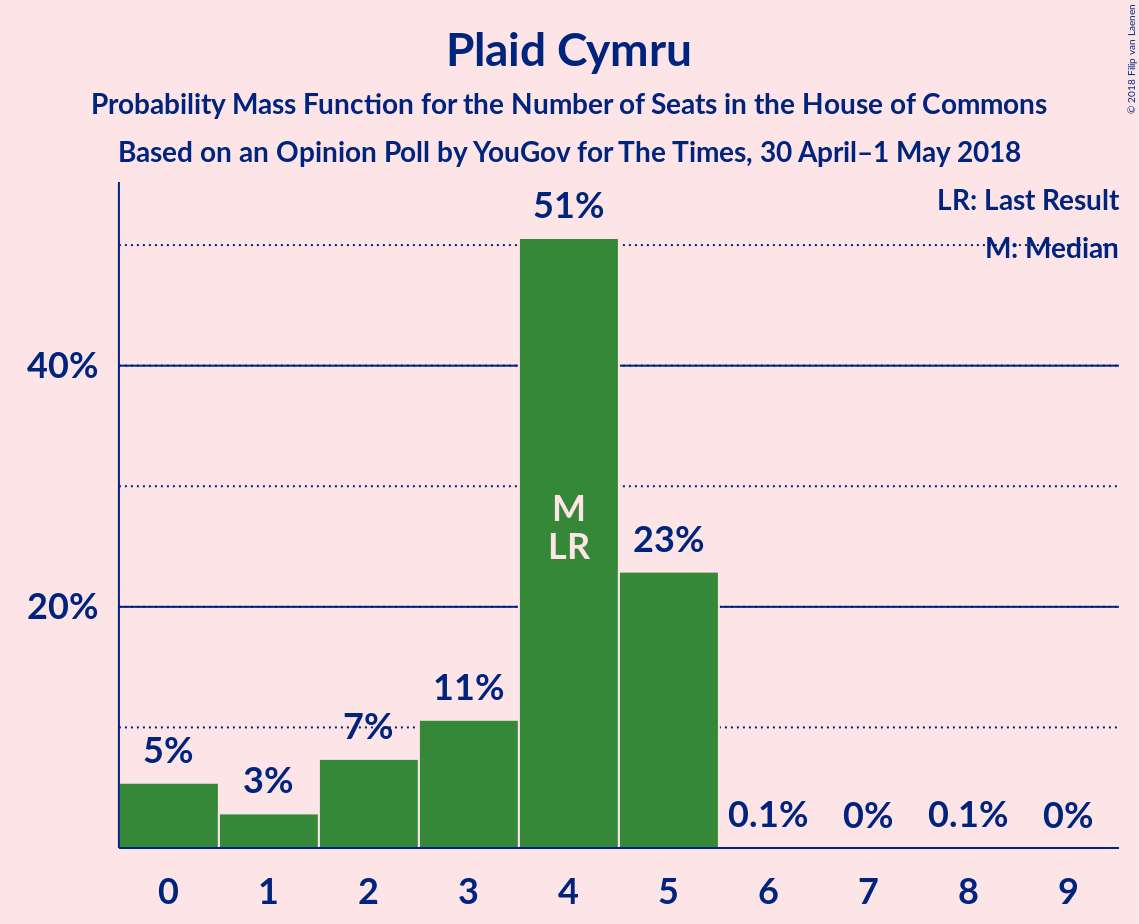 Plaid Cymru
Probability Mass Function for the Number of Seats in the House of Commons
Based on an Opinion Poll by YouGov for The Times, 30 April–1 May 2018
© 2018 Filip van Laenen
LR: Last Result
M: Median
51%
40%
M
LR
23%
20%
11%
7%
5%
3%
0.1%
0%
0.1%
0%
0 1 2 3 4 5 6 7 8 9